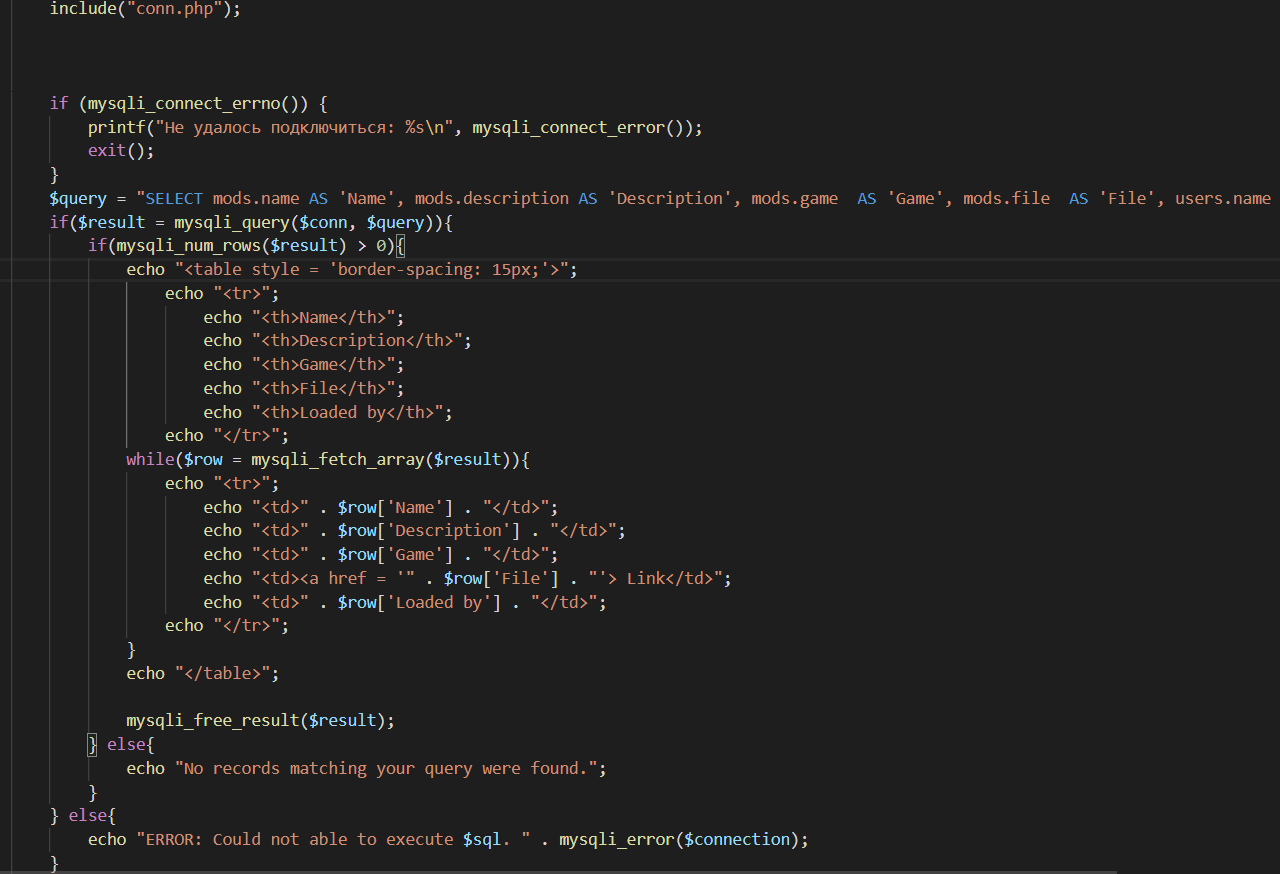 include("conn.php");
if (mysqli_connect_errno()) {
printf("Не удалось подключиться: %s\n", mysqli_connect_error());
exit();
}
$query = "SELECT mods.name AS 'Name', mods.description AS 'Description', mods.game  AS 'Game', mods.file  AS 'File', users.name
if($result = mysqli_query($conn, $query)){
if(mysqli_num_rows($result) > 0){
echo "<table style = 'border-spacing: 15px;'>";
echo "<tr>";
echo "<th>Name</th>";
echo "<th>Description</th>";
echo "<th>Game</th>";
echo "<th>File</th>";
echo "<th>Loaded by</th>";
echo "</tr>";
while($row = mysqli_fetch_array($result)){
echo "<tr>";
echo "<td>" . $row['Name'] . "</td>";
echo "<td>" . $row['Description'] . "</td>";
echo "<td>" . $row['Game'] . "</td>";
echo "<td><a href = '" . $row['File'] . "'> Link</td>";
echo "<td>" . $row['Loaded by'] . "</td>";
echo "</tr>";
}
echo "</table>";
mysqli_free_result($result);
} else{
echo "No records matching your query were found.";
}
} else{
echo "ERROR: Could not able to execute $sql. " . mysqli_error($connection);
}